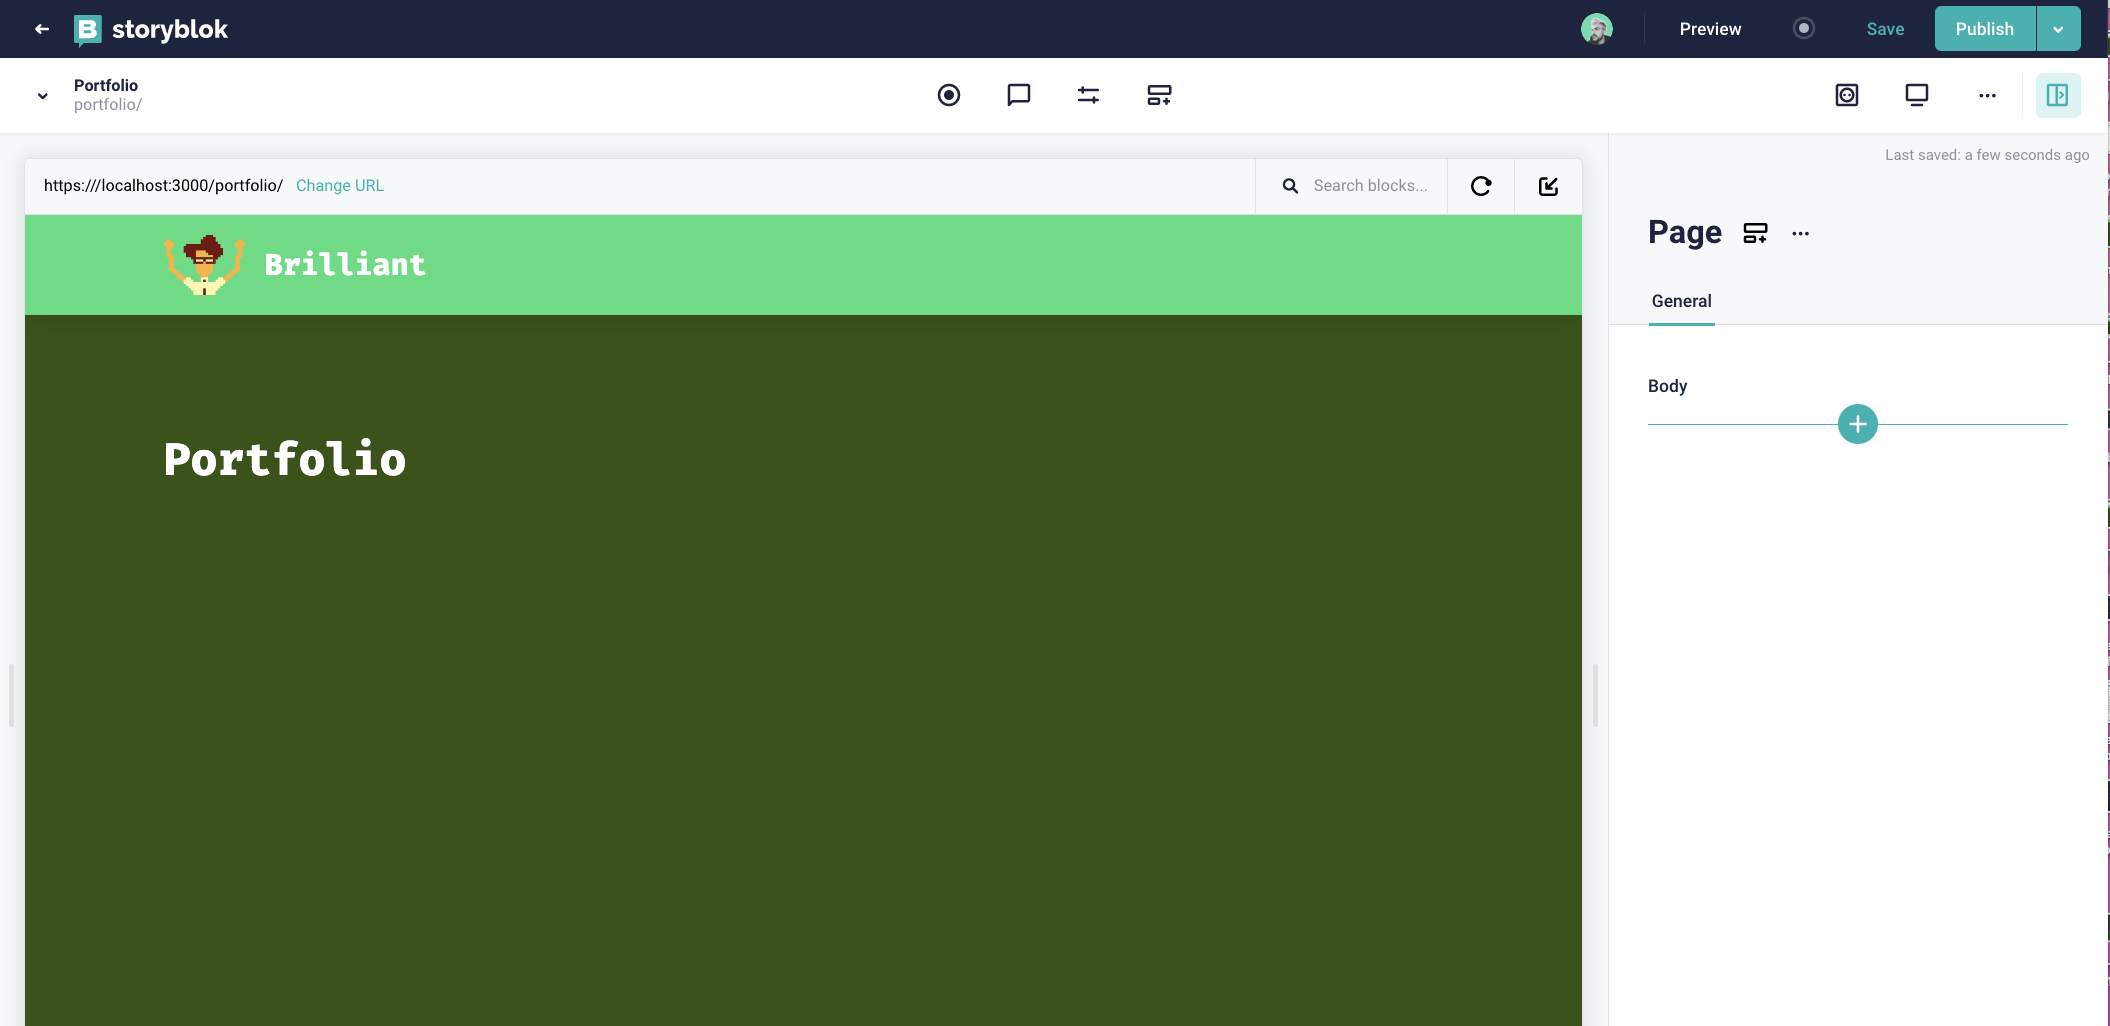 storyblok
Preview
Save
Publish
Portfolio
portfolio/
https:///localhost:3000/portfolio/ Change URL
Search blocks...
Last saved: a few seconds ago
Brilliant
Page
General
Portfolio
Body